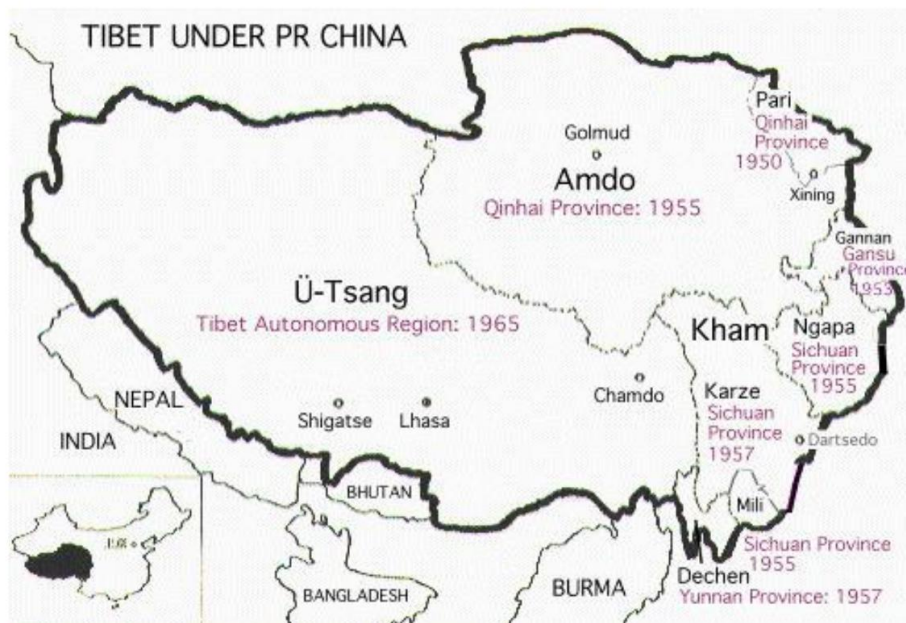 TIBET UNDER PR CHINA
Pari
Qinhai
Province
1950
Golmud
Xining
Amdo
Qinhai Province: 1955
Gannan
Gansu
Province
1953
Ü-Tsang
Tibet Autonomous Region: 1965
Kham
Ngapa
Sichuan
Province
1955
Chamdo
Karze
Sichuan
Province
1957
Shigatse
Lhasa
Dartsedo
NEPAL
INDIA
BHUTAN
Mili
Sichuan Province
1955
Dechen
Yunnan Province: 1957
BANGLADESH
BURMA